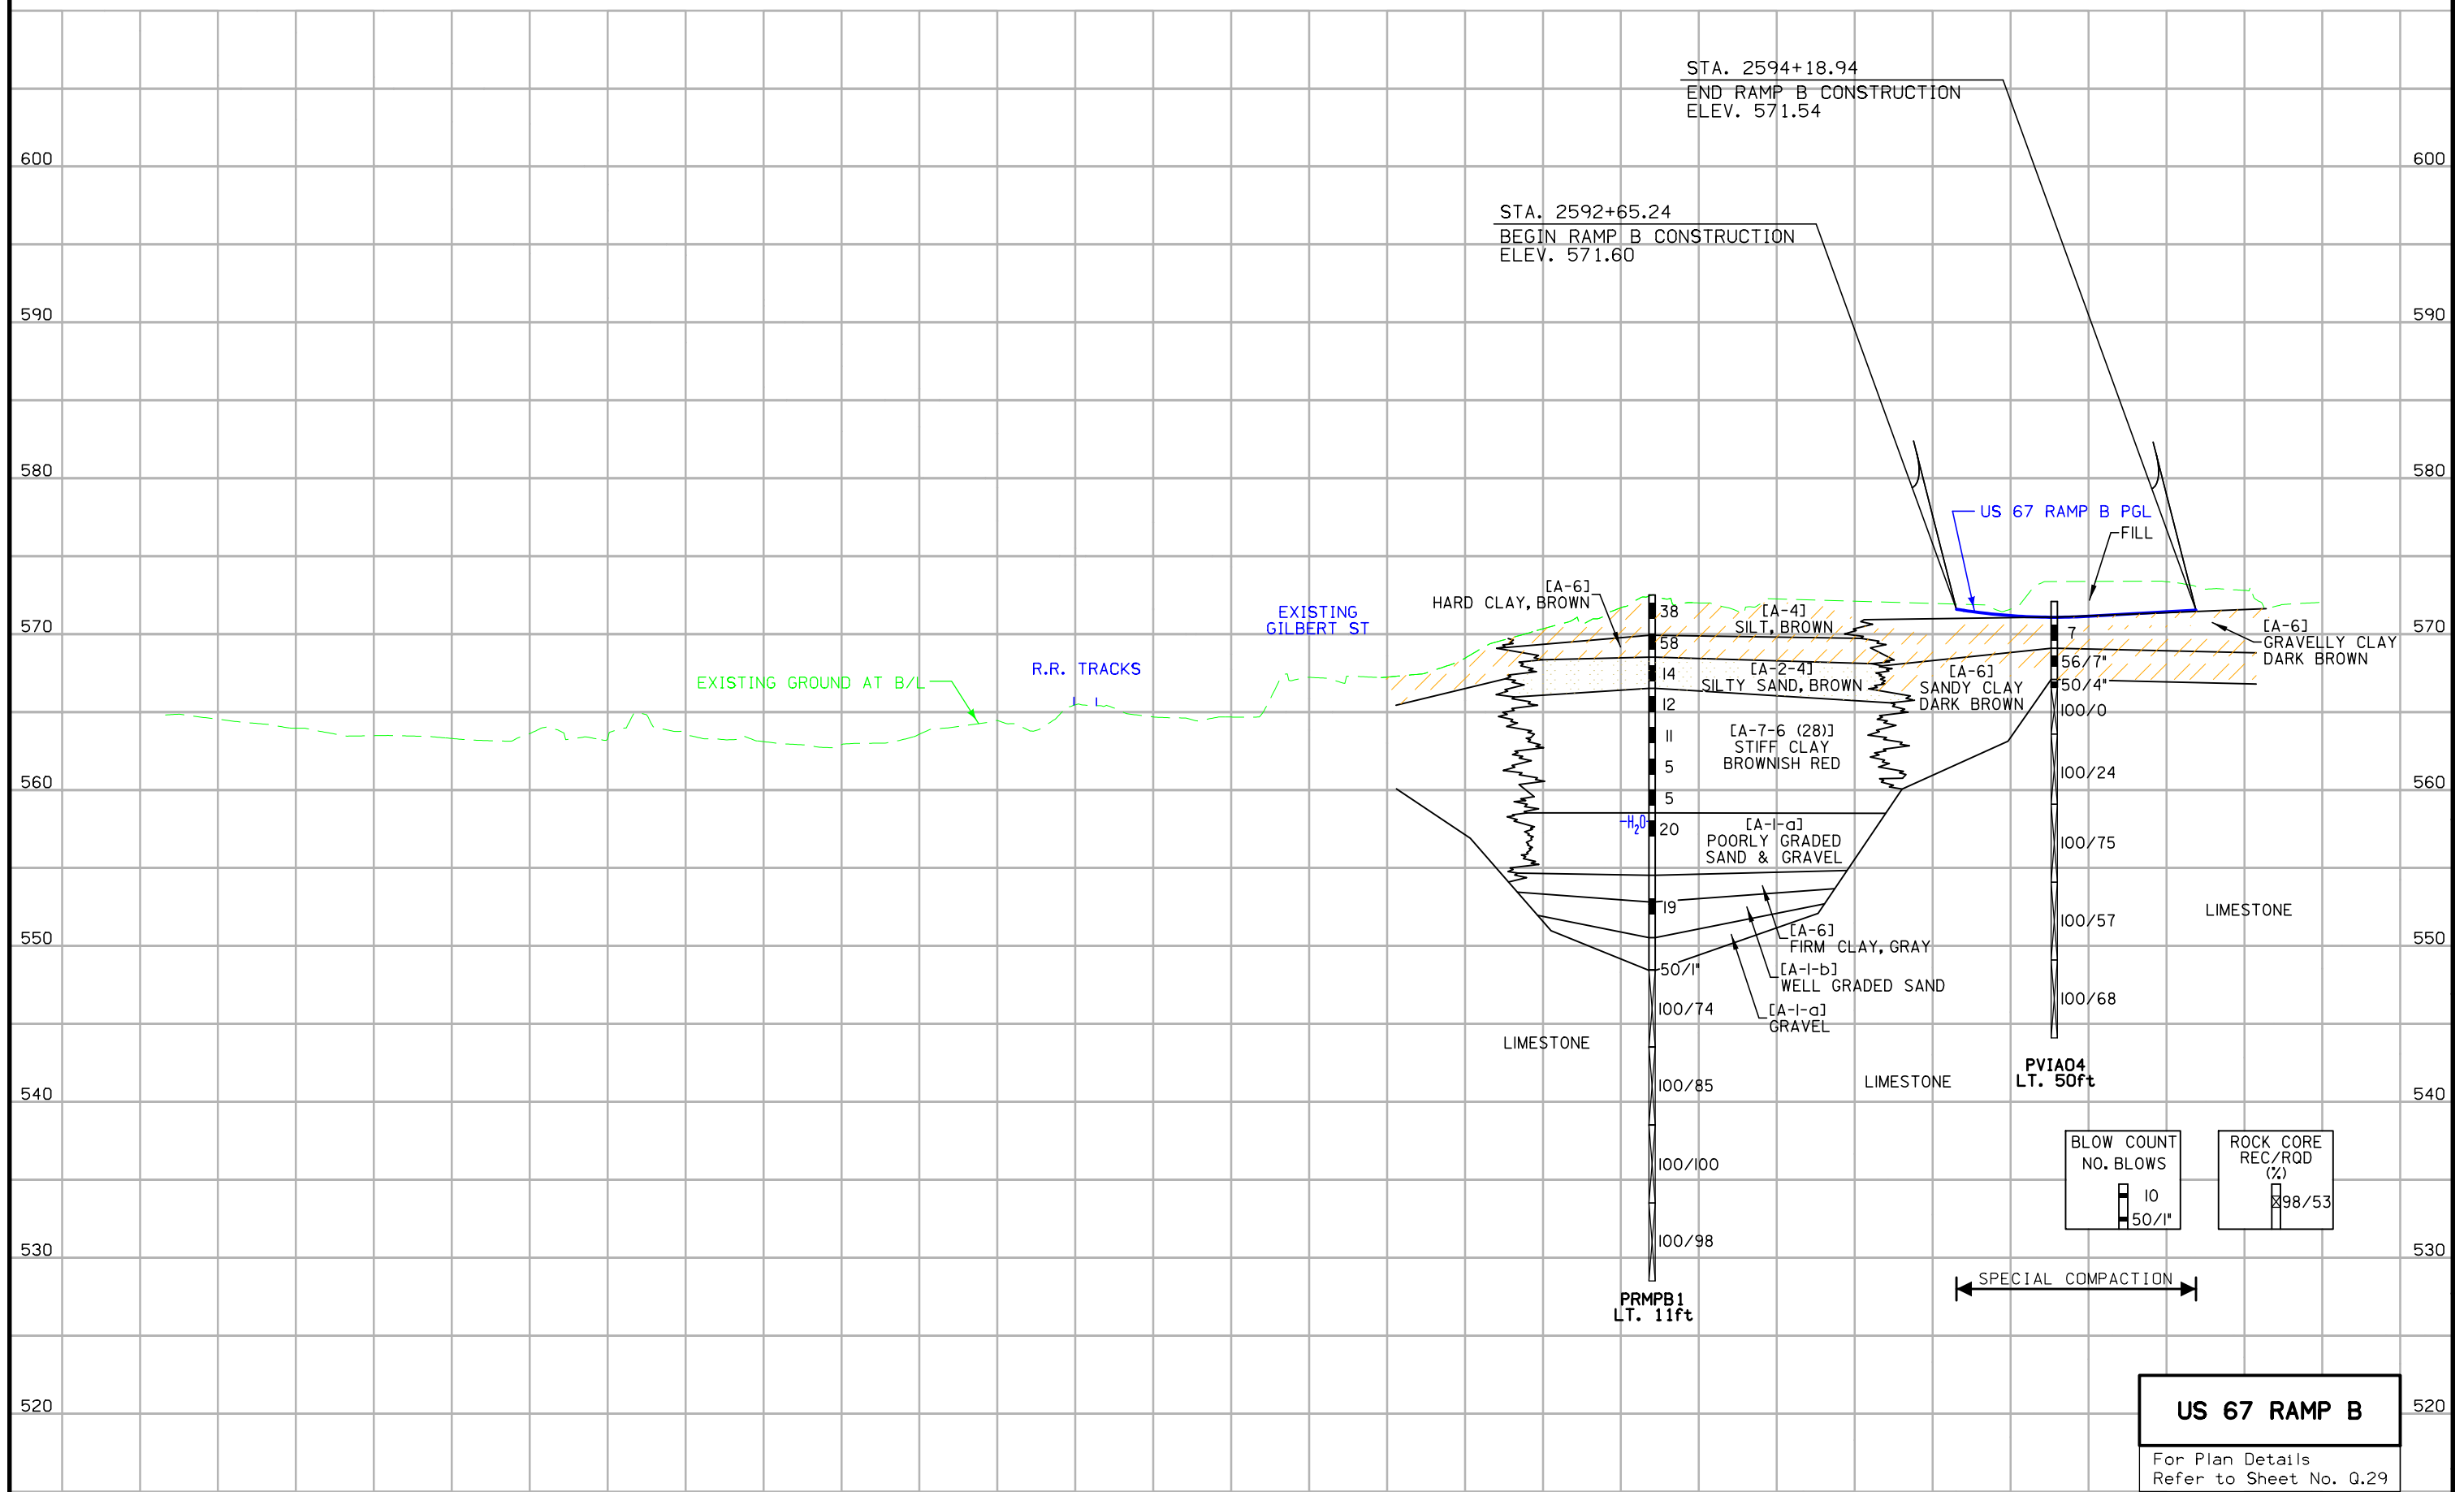 STA. 2594+18.94
END RAMP B CONSTRUCTION
ELEV. 571.54
600
600
STA. 2592+65.24
BEGIN RAMP B CONSTRUCTION
ELEV. 571.60
590
590
580
580
US 67 RAMP B PGL
FILL
[A-6]
HARD CLAY, BROWN
EXISTING
GILBERT ST
38
[A-4]
SILT, BROWN
570
570
58
7
[A-6]
GRAVELLY CLAY
DARK BROWN
R.R. TRACKS
EXISTING GROUND AT B/L
14
[A-2-4]
SILTY SAND, BROWN
[A-6]
SANDY CLAY
DARK BROWN
56/7"
50/4"
100/0
12
11
[A-7-6 (28)]
STIFF CLAY
BROWNISH RED
5
100/24
560
560
5
-H2O-
20
[A-1-a]
POORLY GRADED
SAND & GRAVEL
100/75
19
100/57
LIMESTONE
[A-6]
FIRM CLAY, GRAY
550
550
50/1"
[A-1-b]
WELL GRADED SAND
100/74
[A-1-a]
GRAVEL
100/68
LIMESTONE
LIMESTONE
PVIA04
LT. 50ft
540
540
100/85
100/100
100/98
BLOW COUNT
NO. BLOWS
10
50/1"
ROCK CORE
REC/RQD
(%)
98/53
530
530
SPECIAL COMPACTION
PRMPB1
LT. 11ft
520
520
US 67 RAMP B
For Plan Details
Refer to Sheet No. Q.29